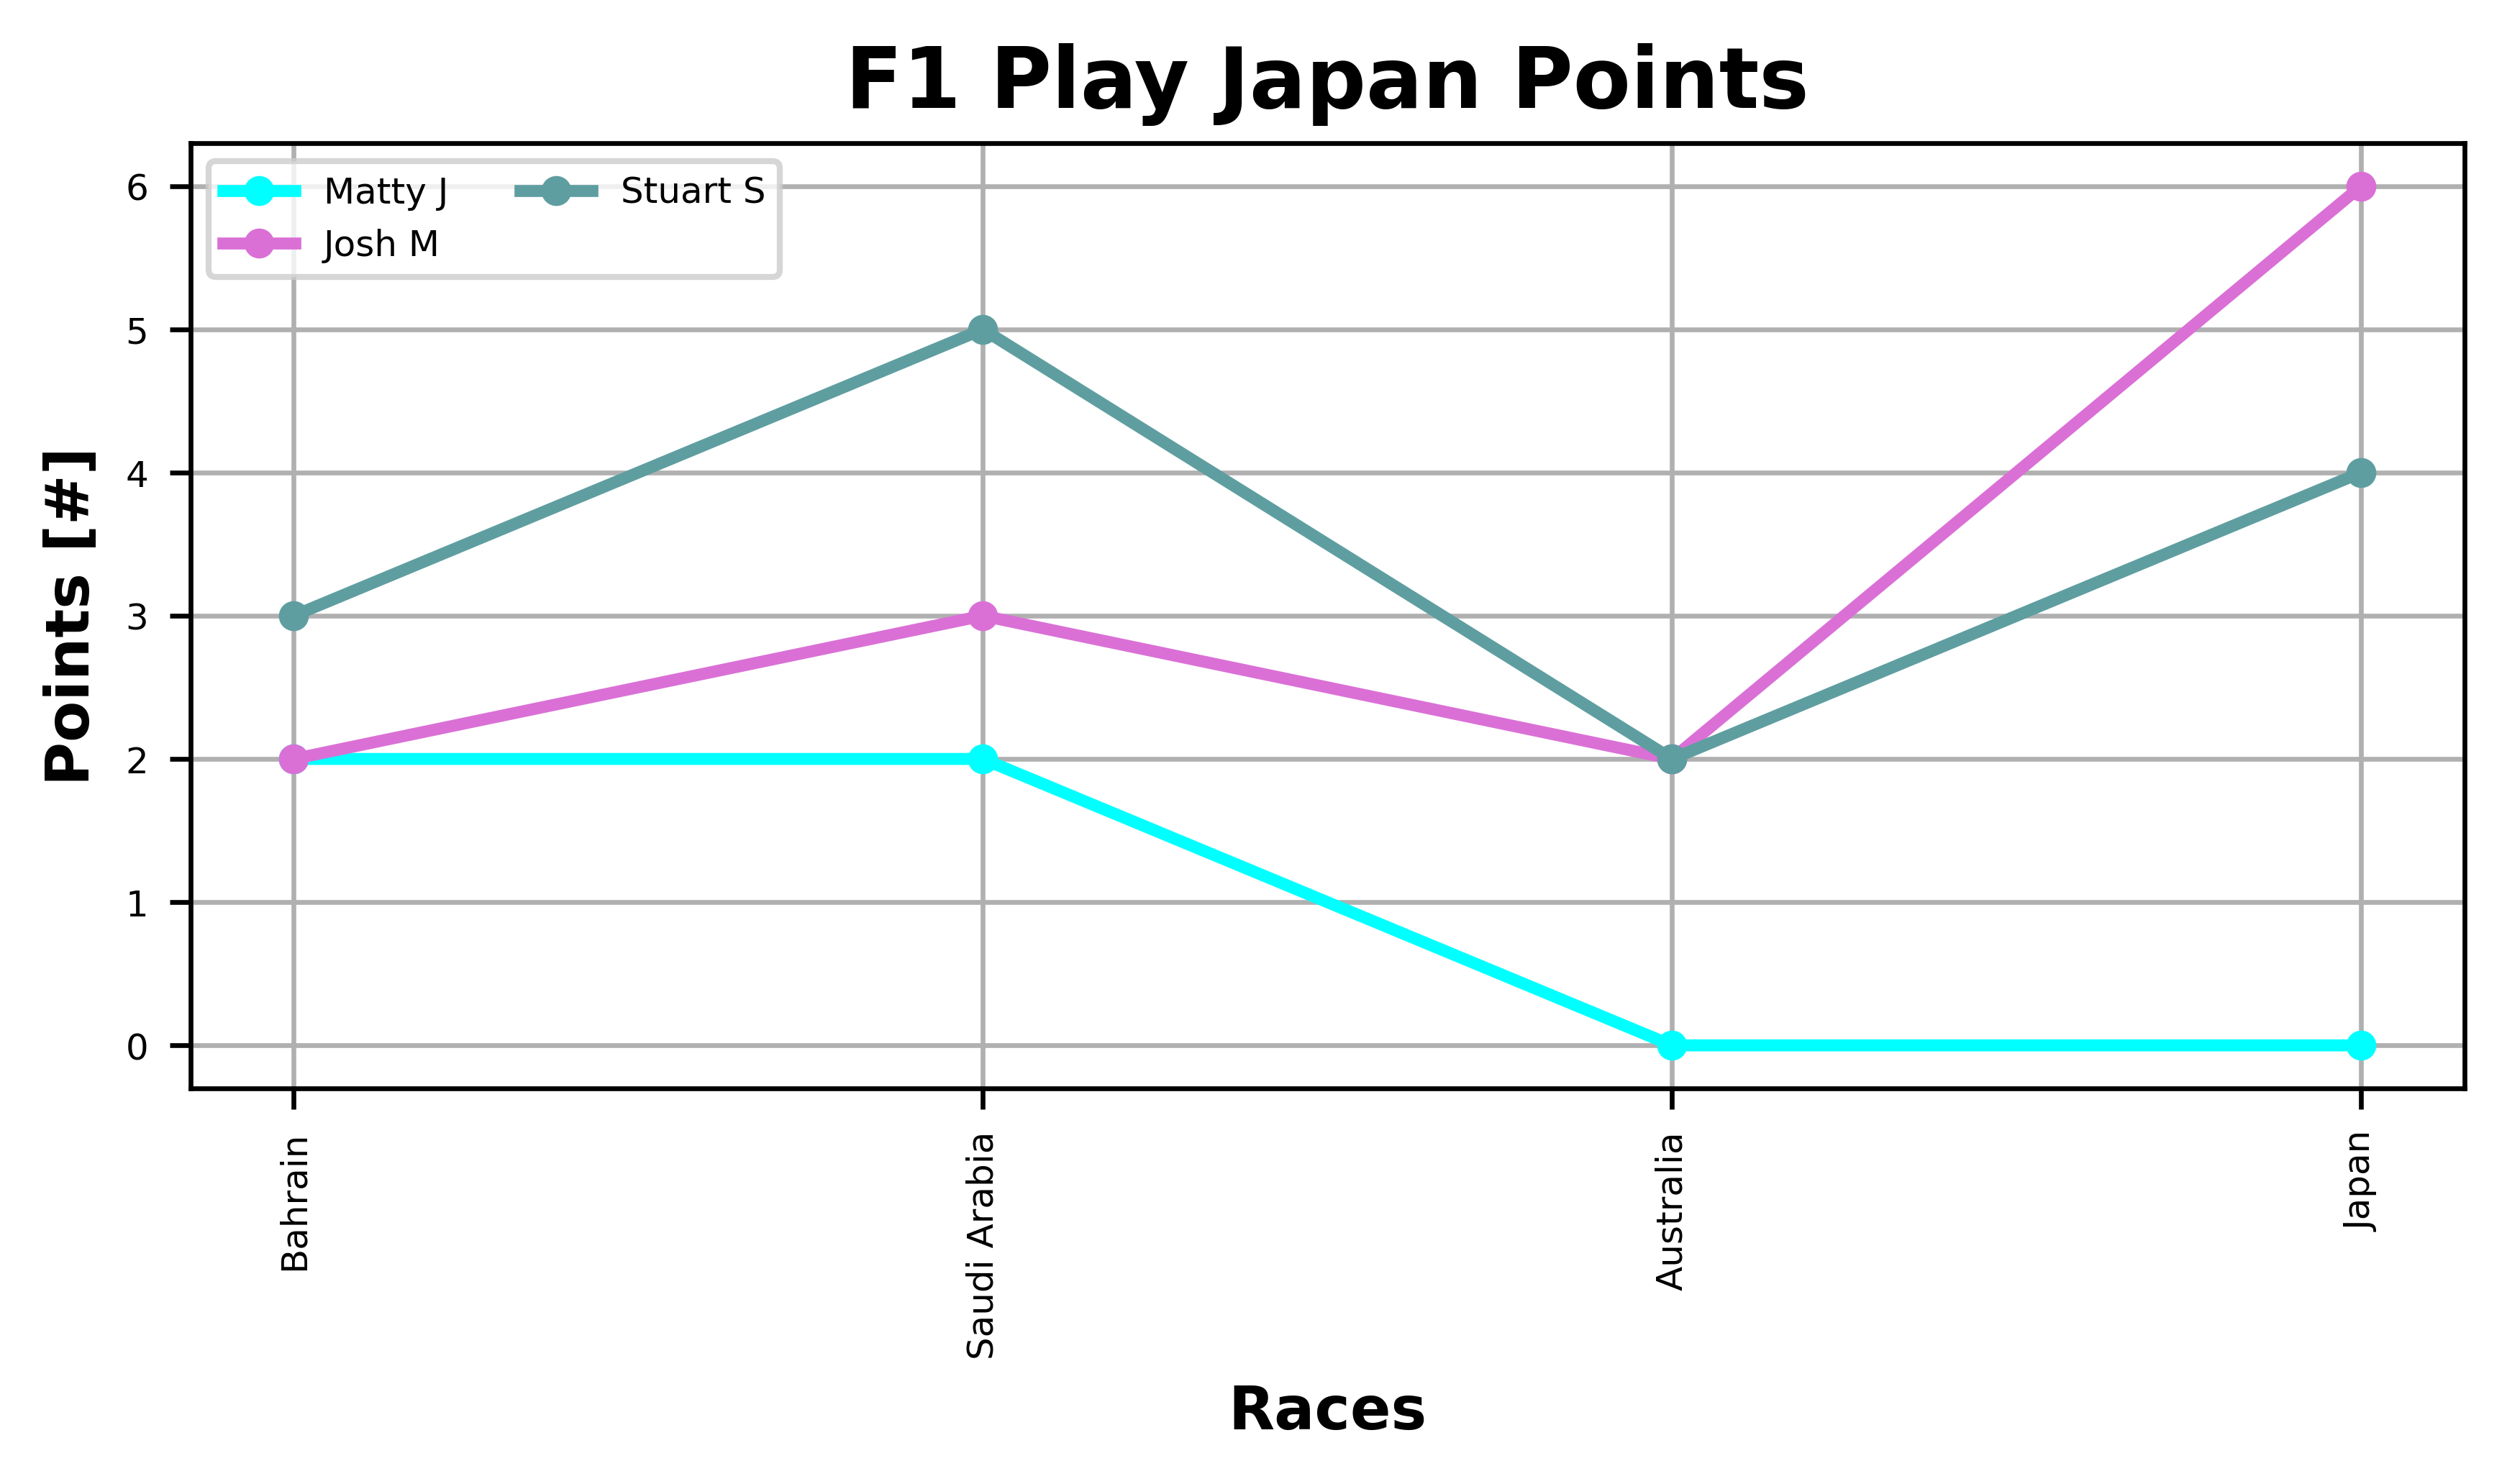 F1 Play Japan Points
Matty J
Josh M
Stuart S
Points [#]
6
5
4
3
2
1
0
Bahrain
Saudi Arabia
Australia
Japan
Races